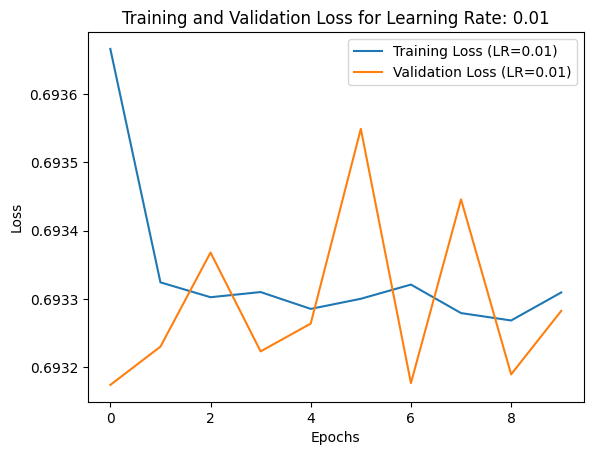 Training and Validation Loss for Learning Rate: 0.01
Training Loss (LR=0.01)
Validation Loss (LR=0.01)
0.6936
0.6935
0.6934
0.6933
0.6932
Loss
0 2 4 6 8
Epochs